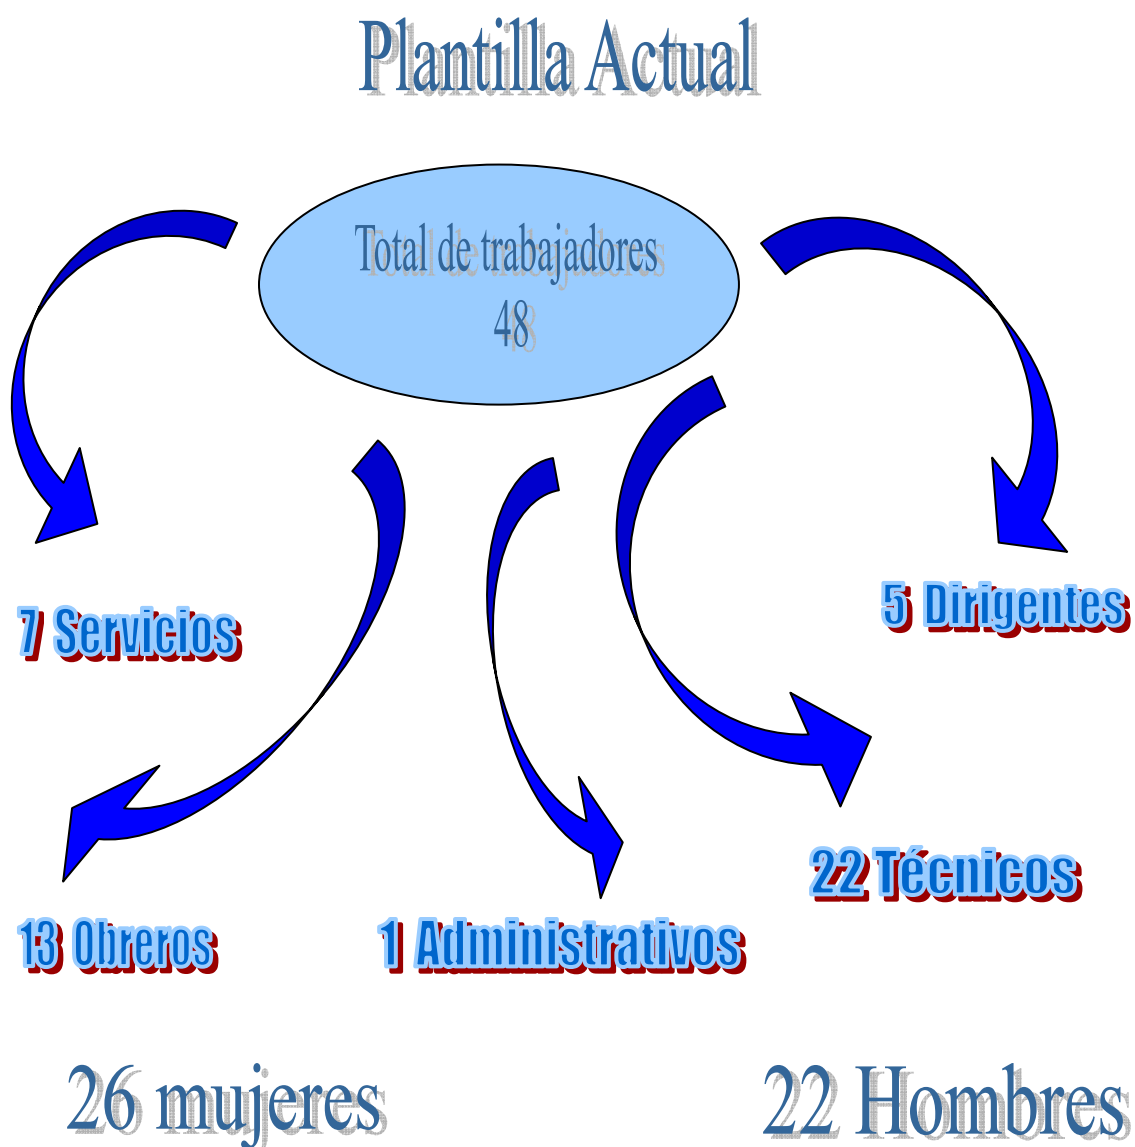 Plantilla Actual
Total de trabajadores
48
7 Servicios
5 Dirigentes
22 Técnicos
13 Obreros
1 Administrativos
26 mujeres
22 Hombres